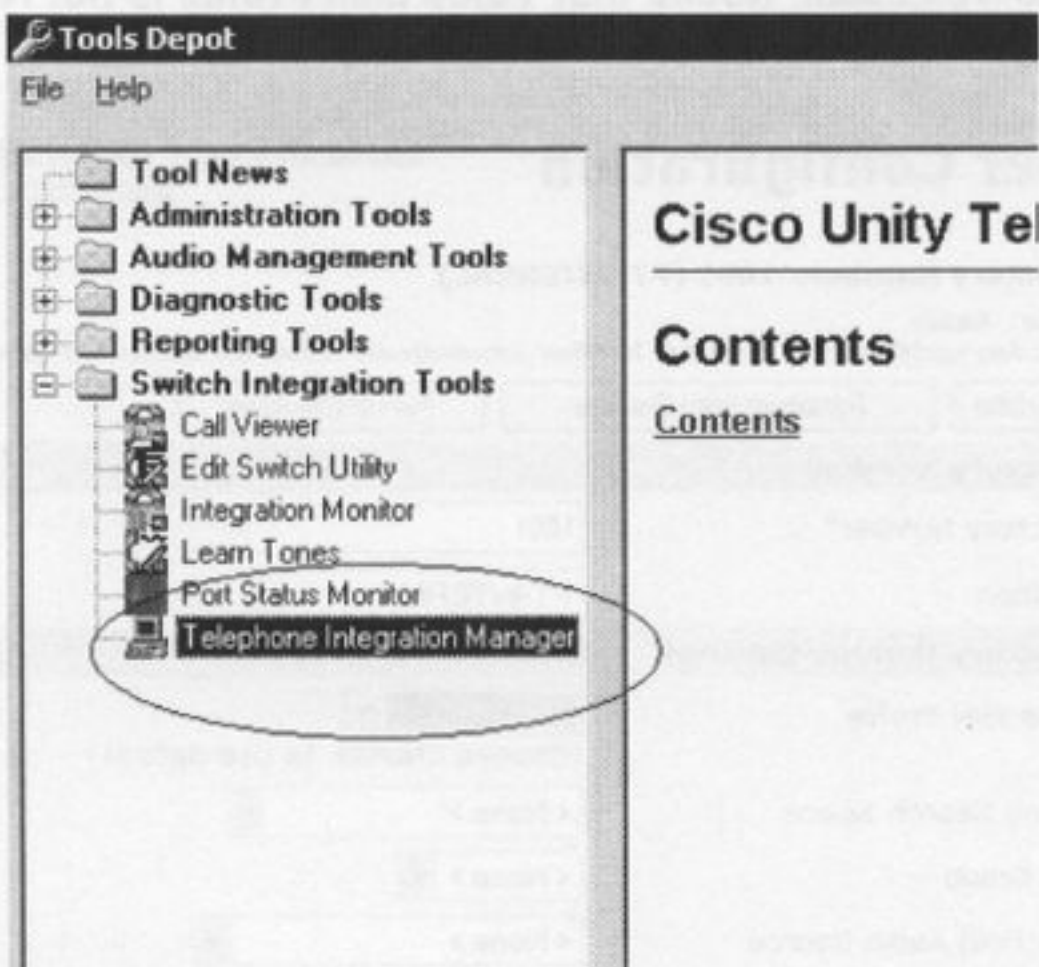 Tools Depot
File Help
Tool News
Administration Tools
Audio Management Tools
Diagnostic Tools
Reporting Tools
Switch Integration Tools
Call Viewer
Edit Switch Utility
Integration Monitor
Learn Tones
Port Status Monitor
Telephone Integration Manager
Cisco Unity Tel
Contents
Contents